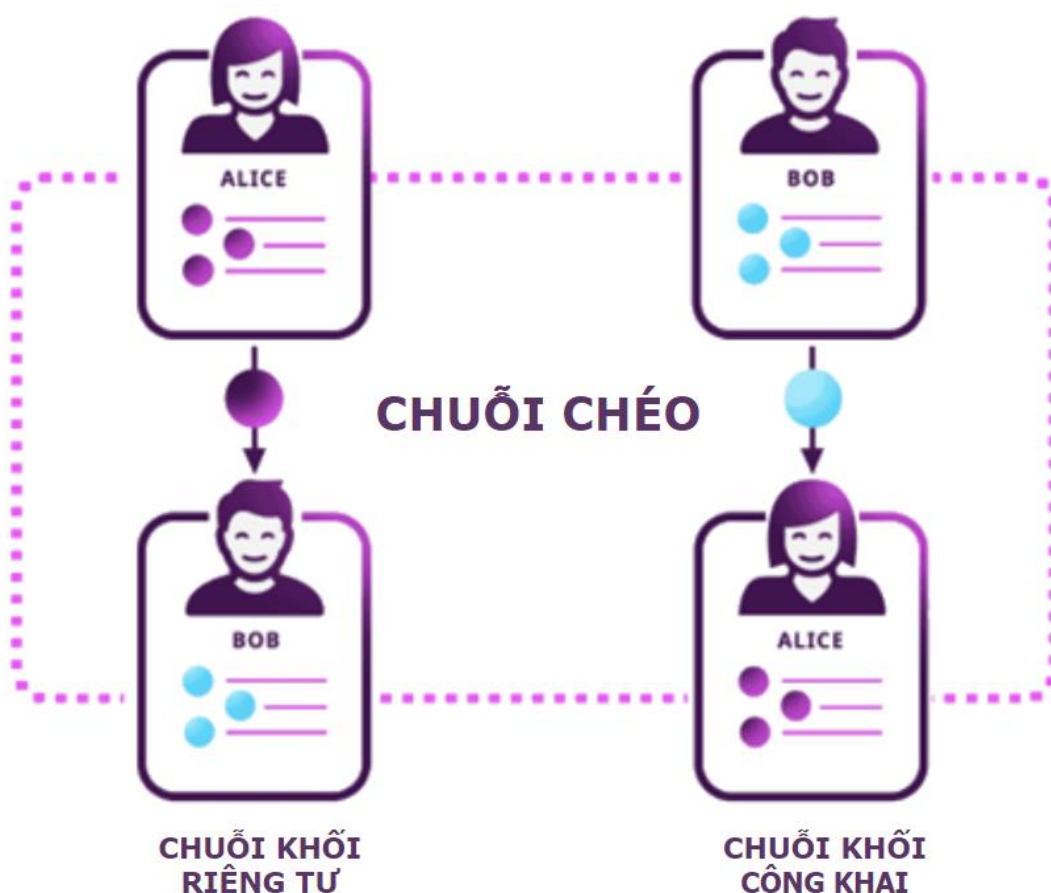 ALICE
BOB
CHUỖI CHÉO
BOB
ALICE
CHUỖI KHỐI
RIÊNG TƯ
CHUỖI KHỐI
CÔNG KHAI